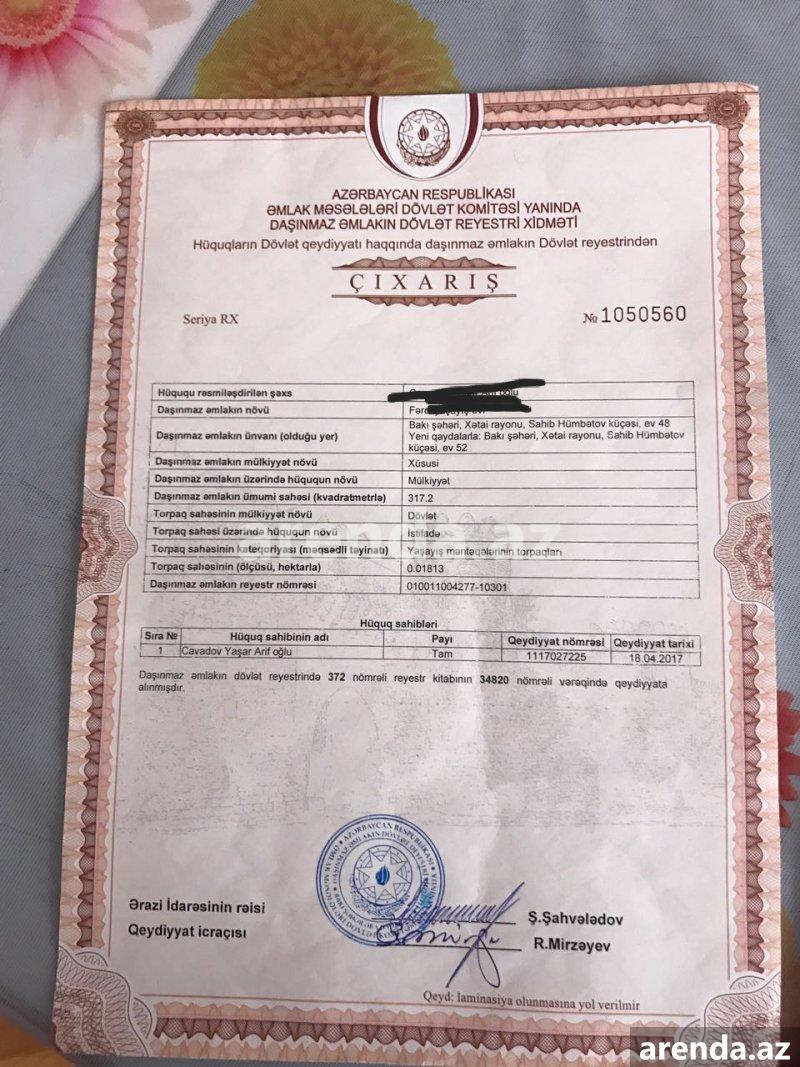 AZƏRBAYCAN RESPUBLİKASI
ƏMLAK MƏSƏLƏLƏRİ DÖVLƏT KOMİTƏSİ YANINDA
DAŞINMAZ ƏMLAKIN DÖVLƏT REYESTRİ XİDMƏTİ
Hüquqların Dövlət qeydiyyatı haqqında daşınmaz əmlakın Dövlət reyestrindən
ÇIXARIŞ
Seriya RX № 1050560
Hüququ rəsmiləşdirilən şəxs
Daşınmaz əmlakın növü
Daşınmaz əmlakın ünvanı (olduğu yer) Bakı şəhəri, Xətai rayonu, Sahib Hümbətov küçəsi, ev 48
Yeni qaydalarla: Bakı şəhəri, Xətai rayonu, Sahib Hümbətov
küçəsi, ev 52
Daşınmaz əmlakın mülkiyyət növü Xüsusi
Daşınmaz əmlakın üzərində hüququn növü Mülkiyyət
Daşınmaz əmlakın ümumi sahəsi (kvadratmetrlə) 317.2
Torpaq sahəsinin mülkiyyət növü Dövlət
Torpaq sahəsi üzərində hüququn növü İstifadə
Torpaq sahəsinin kateqoriyası (məqsədli təyinatı) Yaşayış məntəqələrinin torpaqları
Torpaq sahəsinin (ölçüsü, hektarla) 0.01813
Daşınmaz əmlakın reyestr nömrəsi 010011004277-10301
Hüquq sahibləri
Sıra № Hüquq sahibinin adı Payı Qeydiyyat nömrəsi Qeydiyyat tarixi
1 Cavadov Yaşar Arif oğlu Tam 1117027225 18.04.2017
Daşınmaz əmlakın dövlət reyestrində 372 nömrəli reyestr kitabının 34820 nömrəli vərəqində qeydiyyata
alınmışdır.
Ərazi İdarəsinin rəisi Ş.Şahvələdov
Qeydiyyat icraçısı R.Mirzəyev
Qeyd: laminasiya olunmasına yol verilmir
arenda.az